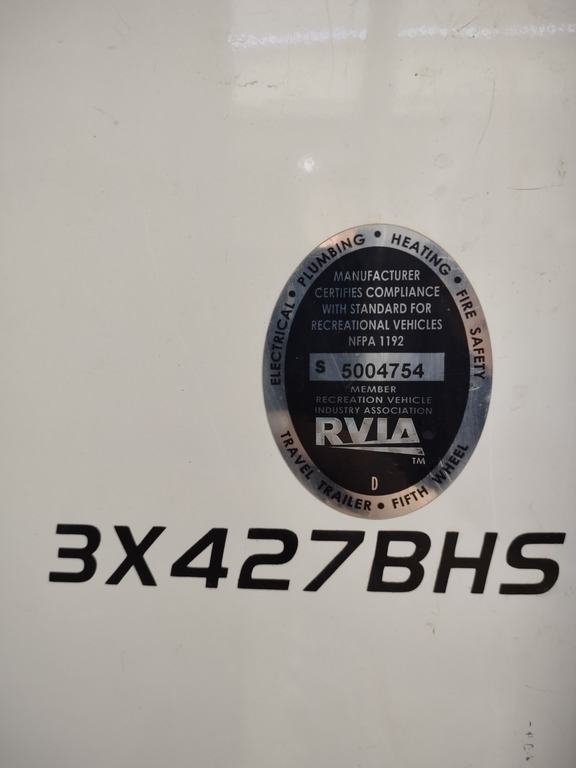 ELECTRICAL • PLUMBING • HEATING • FIRE SAFETY
MANUFACTURER
CERTIFIES COMPLIANCE
WITH STANDARD FOR
RECREATIONAL VEHICLES
NFPA 1192
S 5004754
MEMBER
RECREATION VEHICLE
INDUSTRY ASSOCIATION
RVIA
TM
D
TRAVEL TRAILER • FIFTH WHEEL
3X427BHS